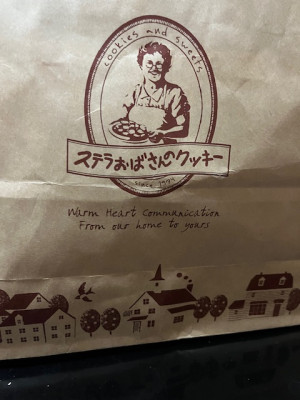 cookies and sweets
ステラおばさんのクッキー
since
Warm Heart Communication
From our home to yours